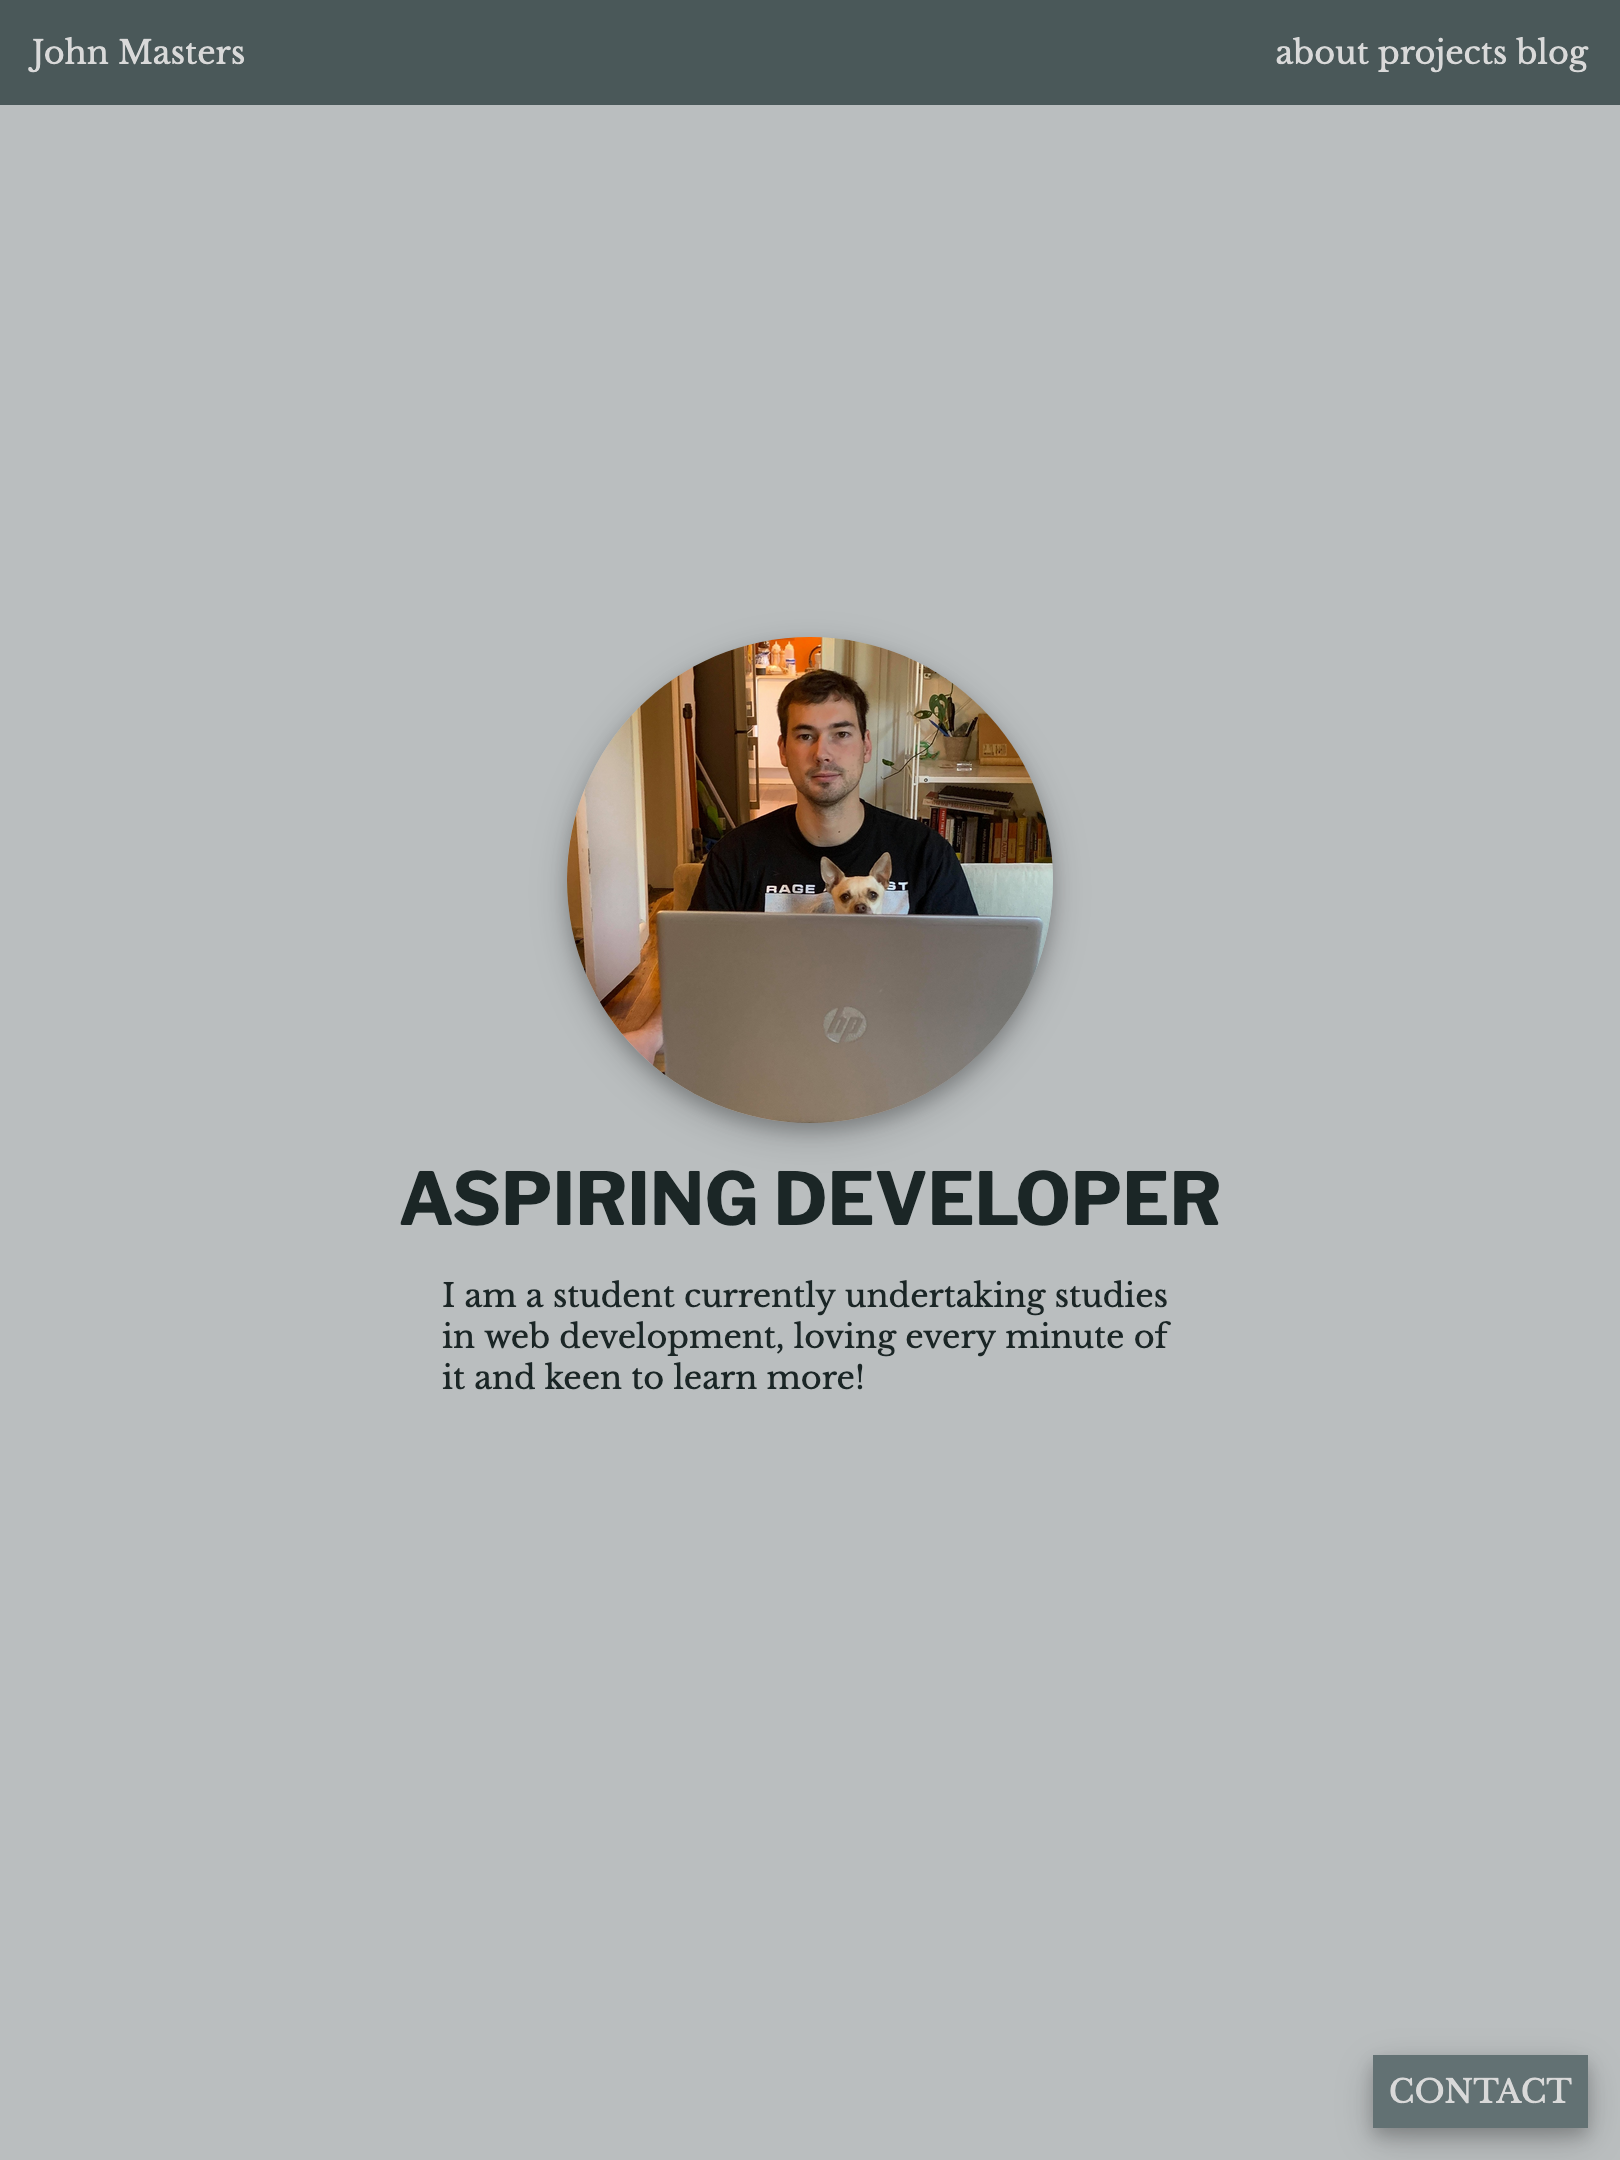 John Masters
about projects blog
RAGE
ST
hp
ASPIRING DEVELOPER
I am a student currently undertaking studies
in web development, loving every minute of
it and keen to learn more!
CONTACT